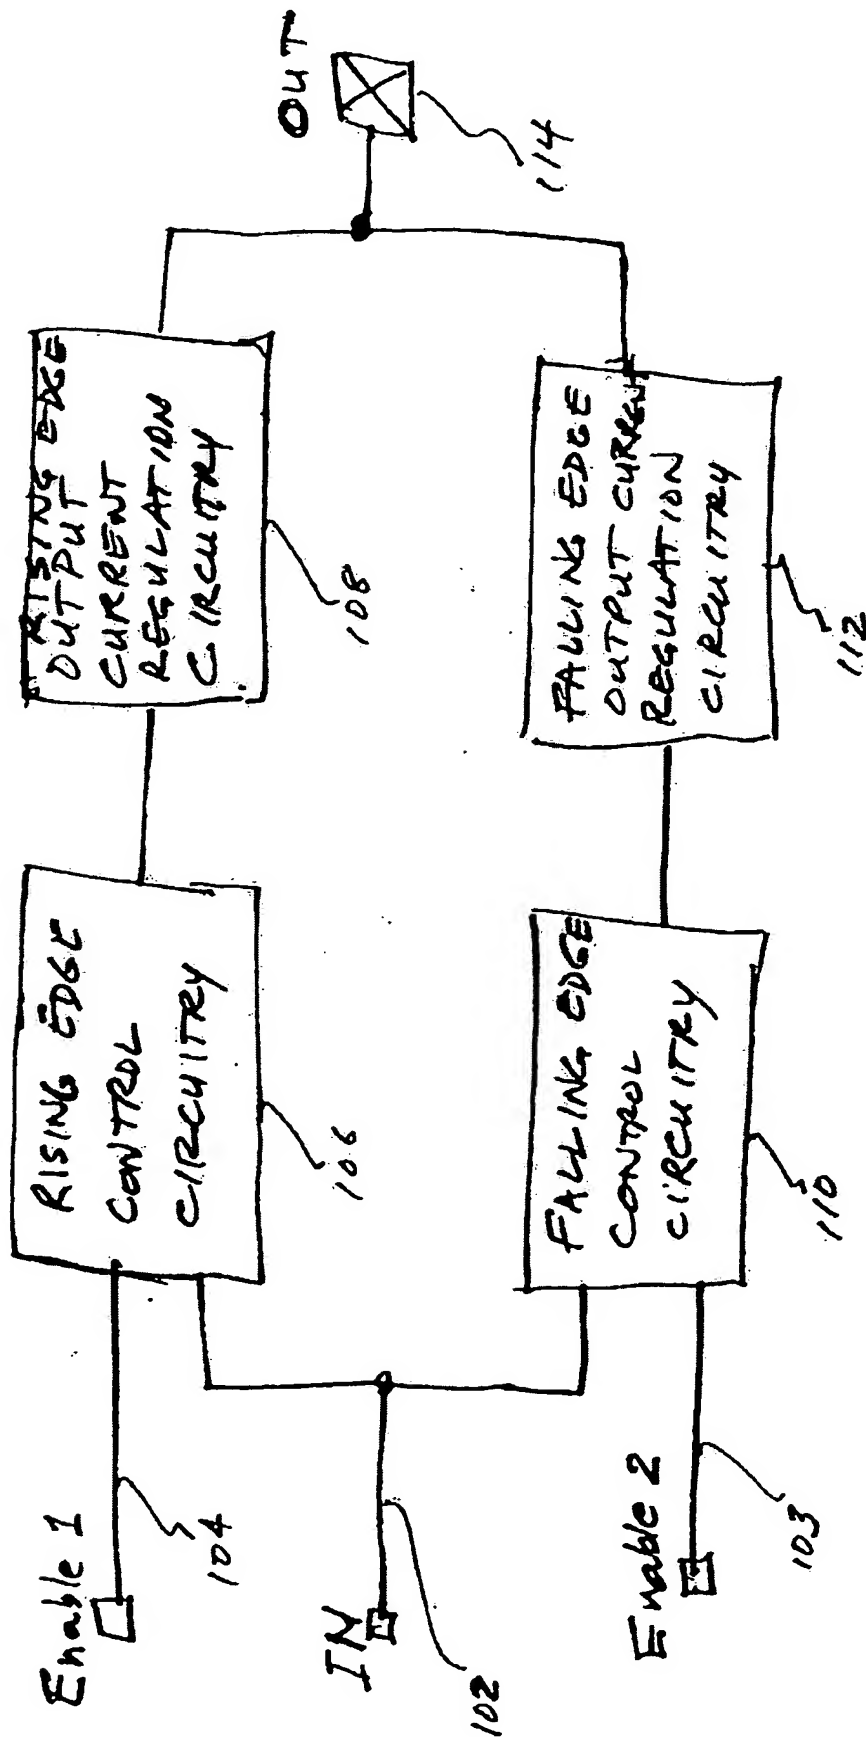 Enable 1
104
RISING EDGE
CONTROL
CIRCUITRY
106
RISING EDGE
OUTPUT
CURRENT
REGULATION
CIRCUITRY
108
IN
102
OUT
114
Enable 2
103
FALLING EDGE
CONTROL
CIRCUITRY
110
FALLING EDGE
OUTPUT CURRENT
REGULATION
CIRCUITRY
112